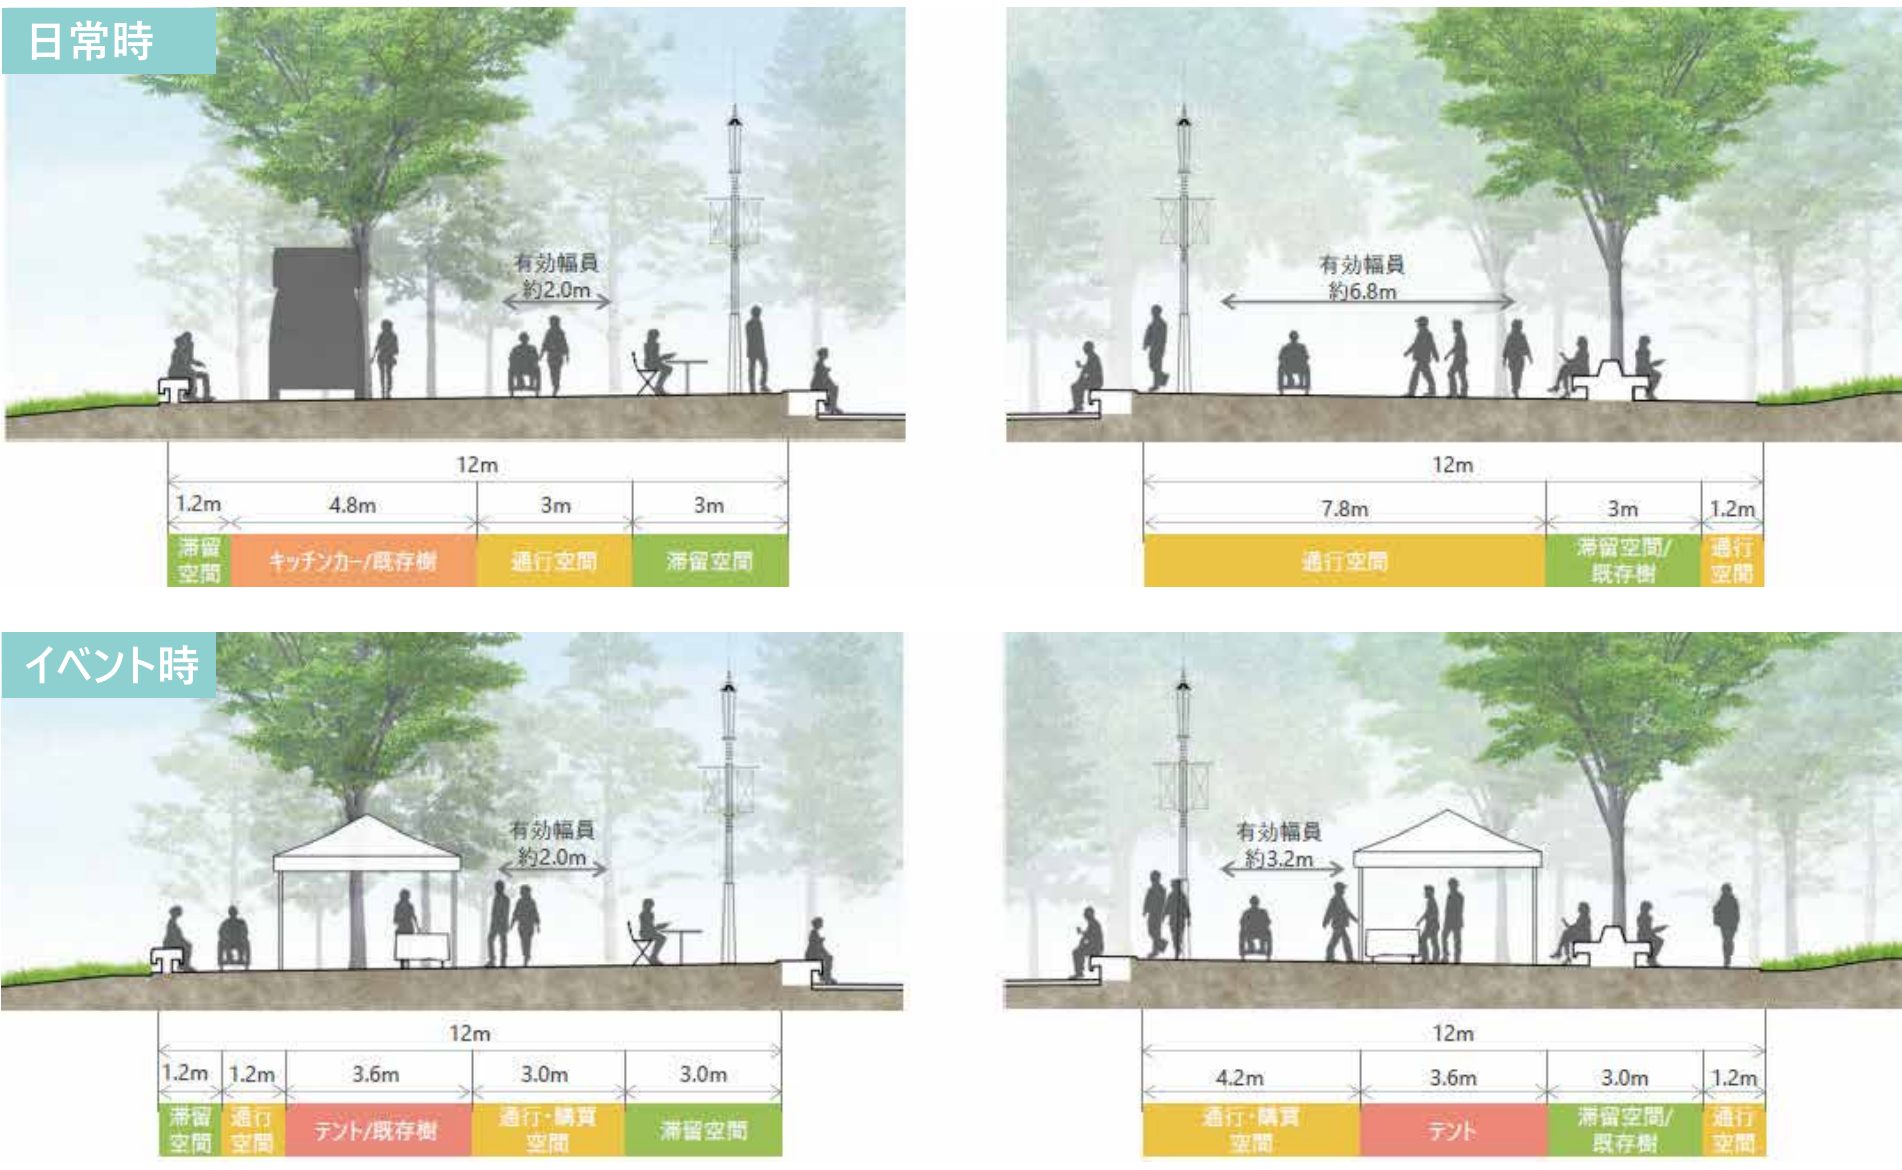 日常時
有効幅員
約2.0m
12m
1.2m 4.8m 3m 3m
滞留
空間
キッチンカー/既存樹
通行空間
滞留空間
有効幅員
約6.8m
12m
7.8m 3m 1.2m
通行空間
滞留空間/
既存樹
通行
空間
イベント時
有効幅員
約2.0m
12m
1.2m 1.2m 3.6m 3.0m 3.0m
滞留
空間
通行
空間
テント/既存樹
通行・購買
空間
滞留空間
有効幅員
約3.2m
12m
4.2m 3.6m 3.0m 1.2m
通行・購買
空間
テント
滞留空間/
既存樹
通行
空間